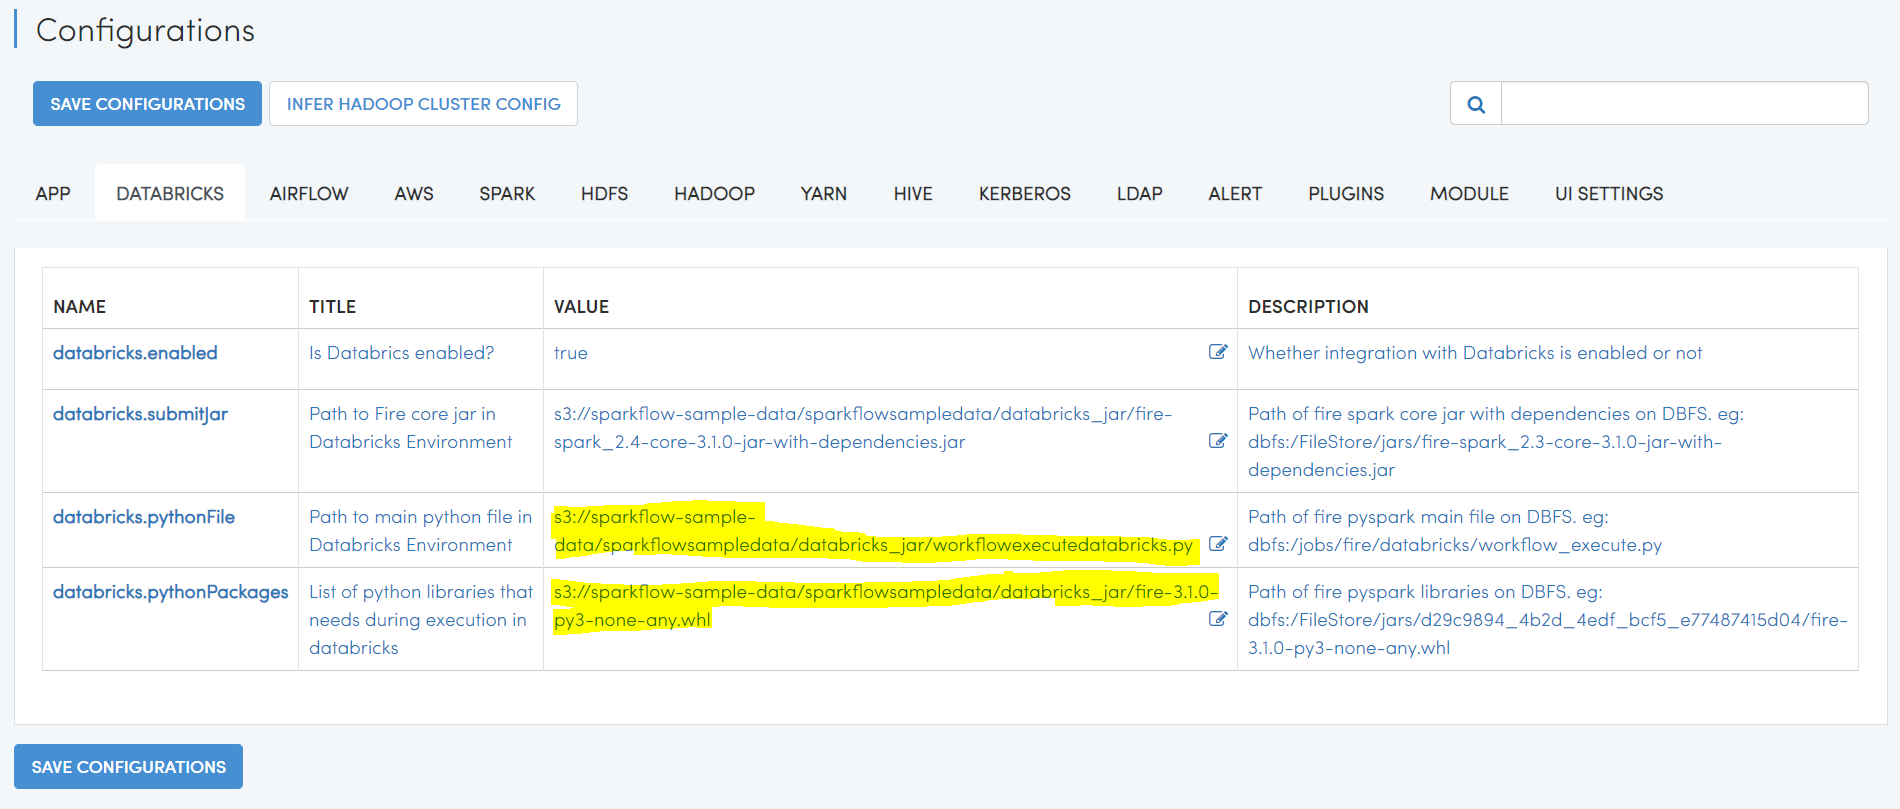 Configurations
SAVE CONFIGURATIONS
INFER HADOOP CLUSTER CONFIG
APP DATABRICKS AIRFLOW AWS SPARK HDFS HADOOP YARN HIVE KERBEROS LDAP ALERT PLUGINS MODULE UI SETTINGS
NAME TITLE VALUE DESCRIPTION
databricks.enabled
Is Databrics enabled?
true
Whether integration with Databricks is enabled or not
databricks.submitJar
Path to Fire core jar in
Databricks Environment
s3://sparkflow-sample-data/sparkflowsampledata/databricks_jar/fire-
spark_2.4-core-3.1.0-jar-with-dependencies.jar
Path of fire spark core jar with dependencies on DBFS. eg:
dbfs:/FileStore/jars/fire-spark_2.3-core-3.1.0-jar-with-
dependencies.jar
databricks.pythonFile
Path to main python file in
Databricks Environment
s3://sparkflow-sample-
data/sparkflowsampledata/databricks_jar/workflowexecutedatabricks.py
Path of fire pyspark main file on DBFS. eg:
dbfs:/jobs/fire/databricks/workflow_execute.py
databricks.pythonPackages
List of python libraries that
needs during execution in
databricks
s3://sparkflow-sample-data/sparkflowsampledata/databricks_jar/fire-3.1.0-
py3-none-any.whl
Path of fire pyspark libraries on DBFS. eg:
dbfs:/FileStore/jars/d29c9894_4b2d_4edf_bcf5_e77487415d04/fire-
3.1.0-py3-none-any.whl
SAVE CONFIGURATIONS